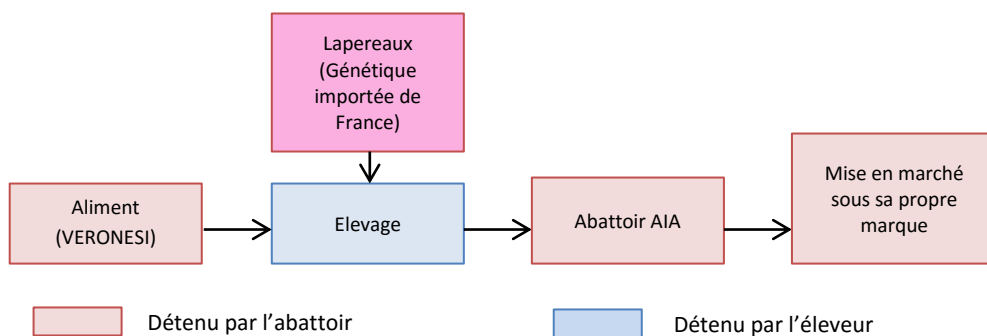 Lapereaux
(Génétique
importée de
France)
Aliment
(VERONESI)
Elevage
Abattoir AIA
Mise en marché
sous sa propre
marque
Détenu par l’abattoir
Détenu par l’éleveur